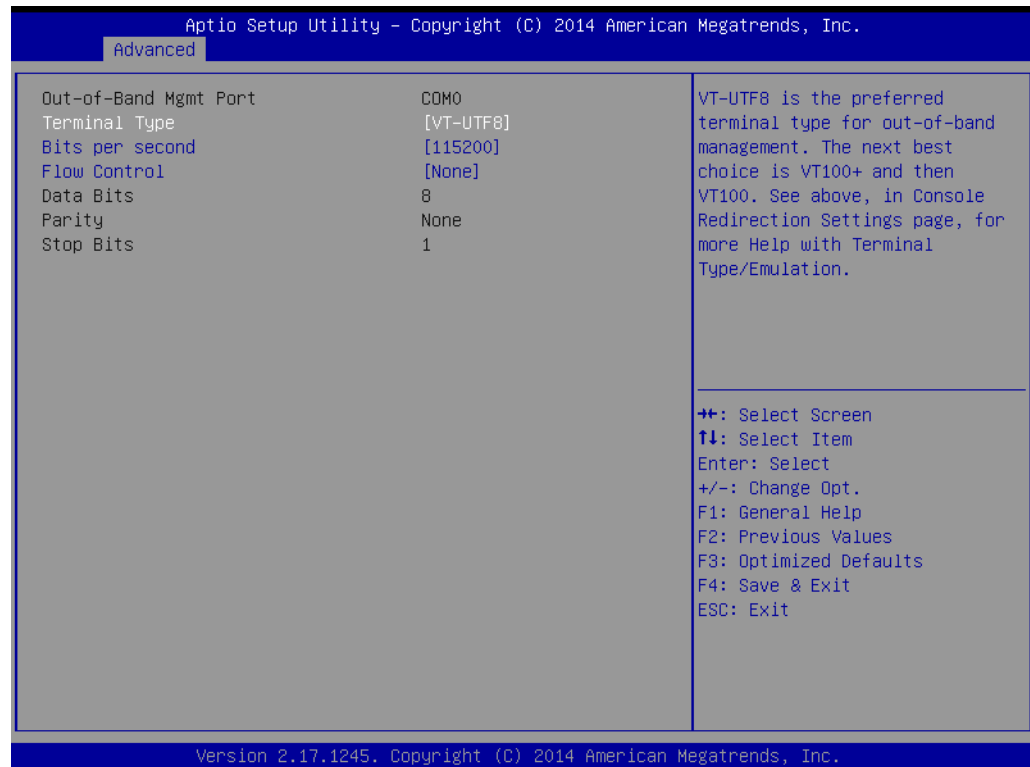 Aptio Setup Utility – Copyright (C) 2014 American Megatrends, Inc.
Advanced
Out-of-Band Mgmt Port COM0
Terminal Type [VT-UTF8]
Bits per second [115200]
Flow Control [None]
Data Bits 8
Parity None
Stop Bits 1
VT-UTF8 is the preferred
terminal type for out-of-band
management. The next best
choice is VT100+ and then
VT100. See above, in Console
Redirection Settings page, for
more Help with Terminal
Type/Emulation.
→←: Select Screen
↑↓: Select Item
Enter: Select
+/-: Change Opt.
F1: General Help
F2: Previous Values
F3: Optimized Defaults
F4: Save & Exit
ESC: Exit
Version 2.17.1245. Copyright (C) 2014 American Megatrends, Inc.